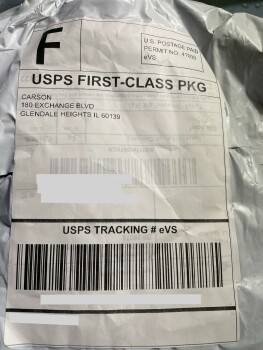 F
U.S. POSTAGE PAID
PERMIT NO. 
eVS
USPS FIRST-CLASS PKG
CARSON
180 EXCHANGE BLVD
GLENDALE HEIGHTS IL 60139
USPS TRACKING # eVS